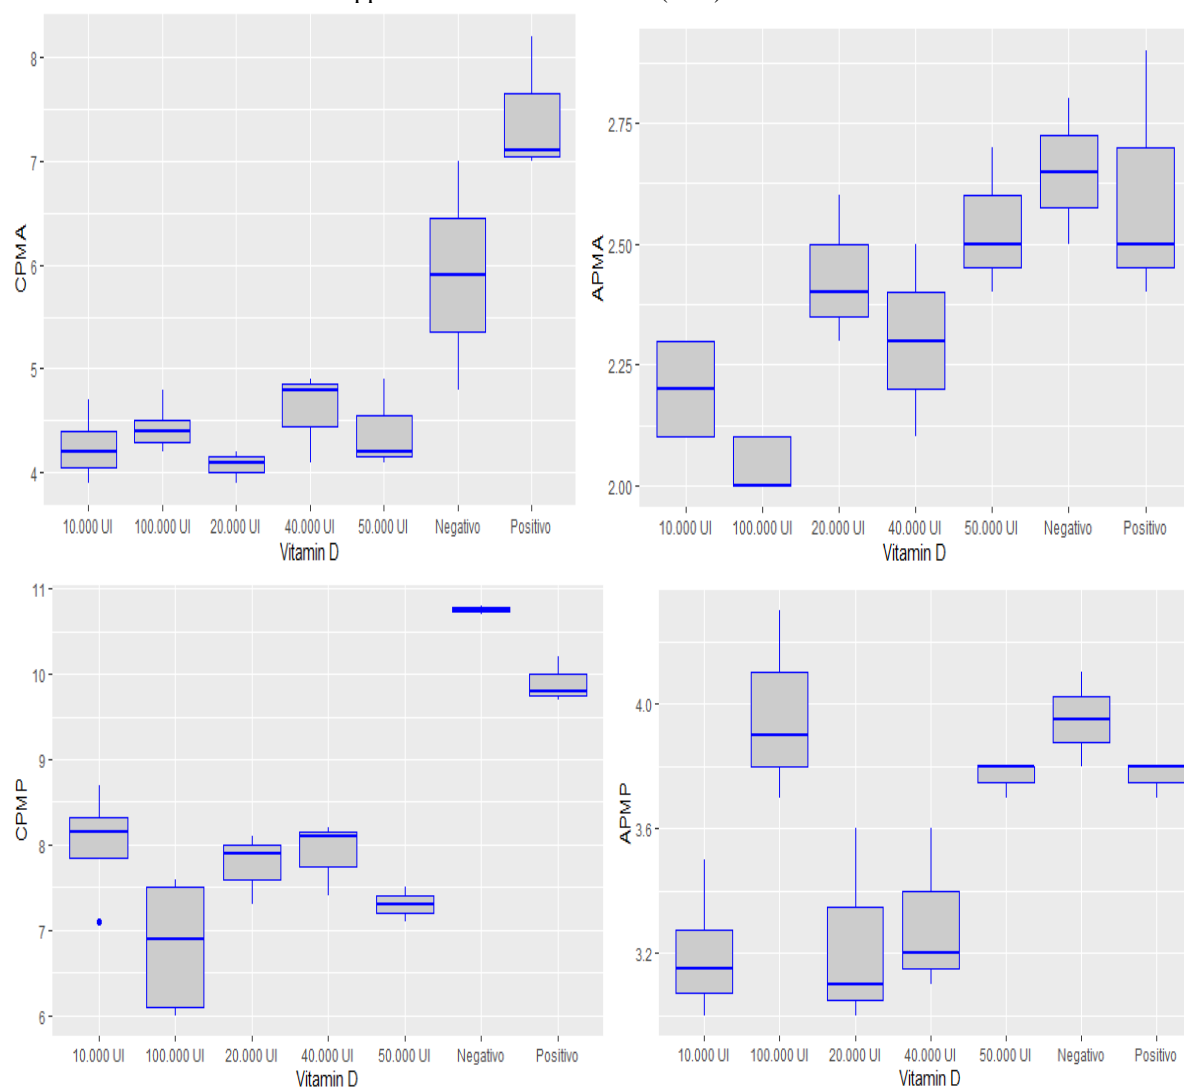 8
7
6
5
4
CPMA
10.000 UI 100.000 UI 20.000 UI 40.000 UI 50.000 UI Negativo Positivo
Vitamin D
2.75
2.50
2.25
2.00
APMA
10.000 UI 100.000 UI 20.000 UI 40.000 UI 50.000 UI Negativo Positivo
Vitamin D
11
10
9
8
7
6
CPMP
10.000 UI 100.000 UI 20.000 UI 40.000 UI 50.000 UI Negativo Positivo
Vitamin D
4.0
3.6
3.2
APMP
10.000 UI 100.000 UI 20.000 UI 40.000 UI 50.000 UI Negativo Positivo
Vitamin D